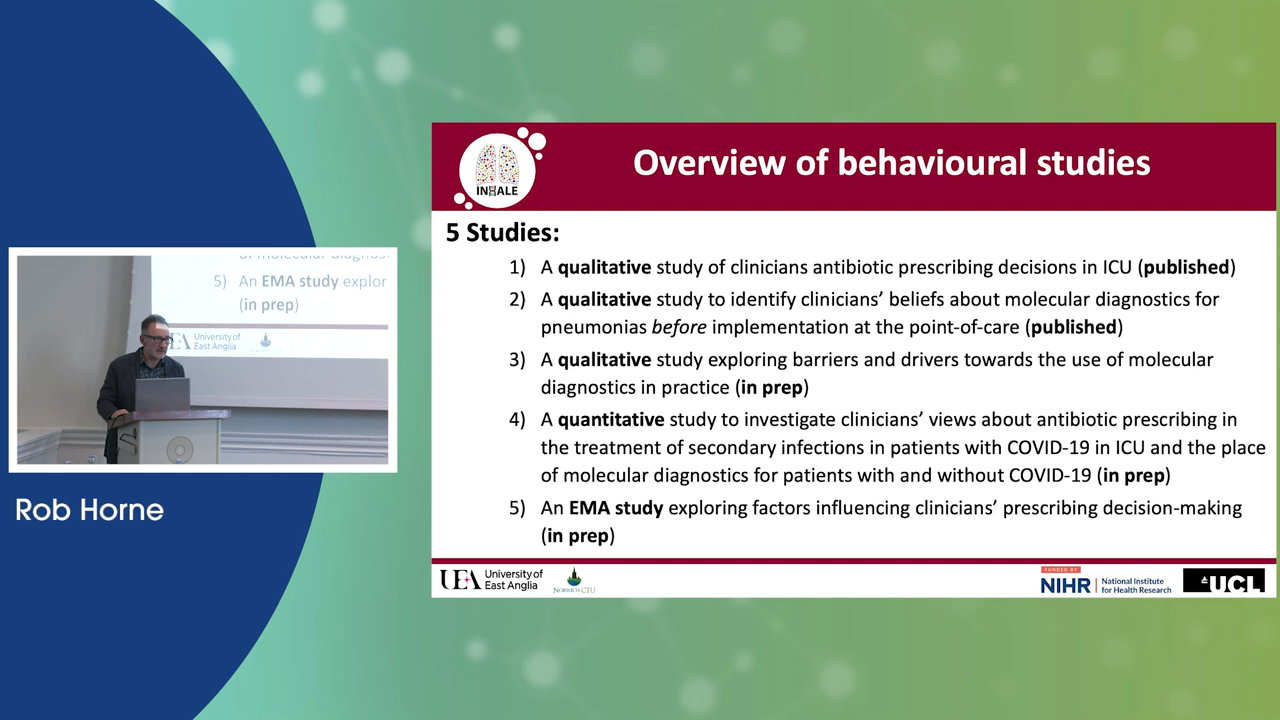 INHALE
Overview of behavioural studies
5 Studies:
1) A qualitative study of clinicians antibiotic prescribing decisions in ICU (published)
2) A qualitative study to identify clinicians' beliefs about molecular diagnostics for
pneumonias before implementation at the point-of-care (published)
3) A qualitative study exploring barriers and drivers towards the use of molecular
diagnostics in practice (in prep)
4) A quantitative study to investigate clinicians' views about antibiotic prescribing in
the treatment of secondary infections in patients with COVID-19 in ICU and the place
of molecular diagnostics for patients with and without COVID-19 (in prep)
5) An EMA study exploring factors influencing clinicians' prescribing decision-making
(in prep)
UEA University of
East Anglia
NORWICH CTU
FUNDED BY
NIHR | National Institute
for Health Research
UCL
of molecular diagnos
5) An EMA study explor
(in prep)
UEA University of
East Anglia
Rob Horne